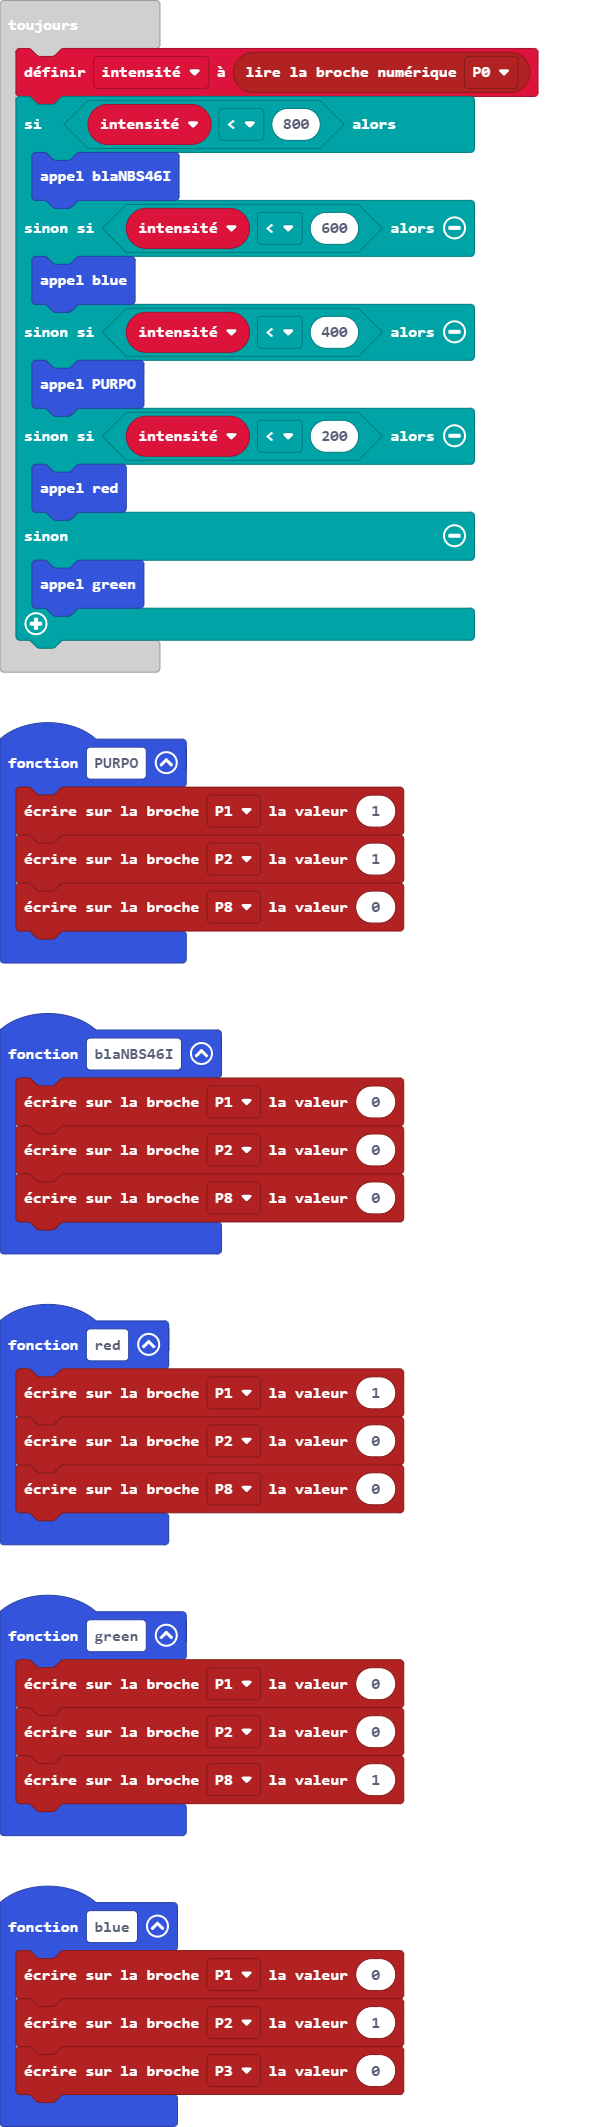 toujours
définir intensité à lire la broche numérique P0
si intensité < 800 alors
appel blaNBS46I
sinon si intensité < 600 alors
appel blue
sinon si intensité < 400 alors
appel PURPO
sinon si intensité < 200 alors
appel red
sinon
appel green
fonction PURPO
écrire sur la broche P1 la valeur 1
écrire sur la broche P2 la valeur 1
écrire sur la broche P8 la valeur 0
fonction blaNBS46I
écrire sur la broche P1 la valeur 0
écrire sur la broche P2 la valeur 0
écrire sur la broche P8 la valeur 0
fonction red
écrire sur la broche P1 la valeur 1
écrire sur la broche P2 la valeur 0
écrire sur la broche P8 la valeur 0
fonction green
écrire sur la broche P1 la valeur 0
écrire sur la broche P2 la valeur 0
écrire sur la broche P8 la valeur 1
fonction blue
écrire sur la broche P1 la valeur 0
écrire sur la broche P2 la valeur 1
écrire sur la broche P3 la valeur 0